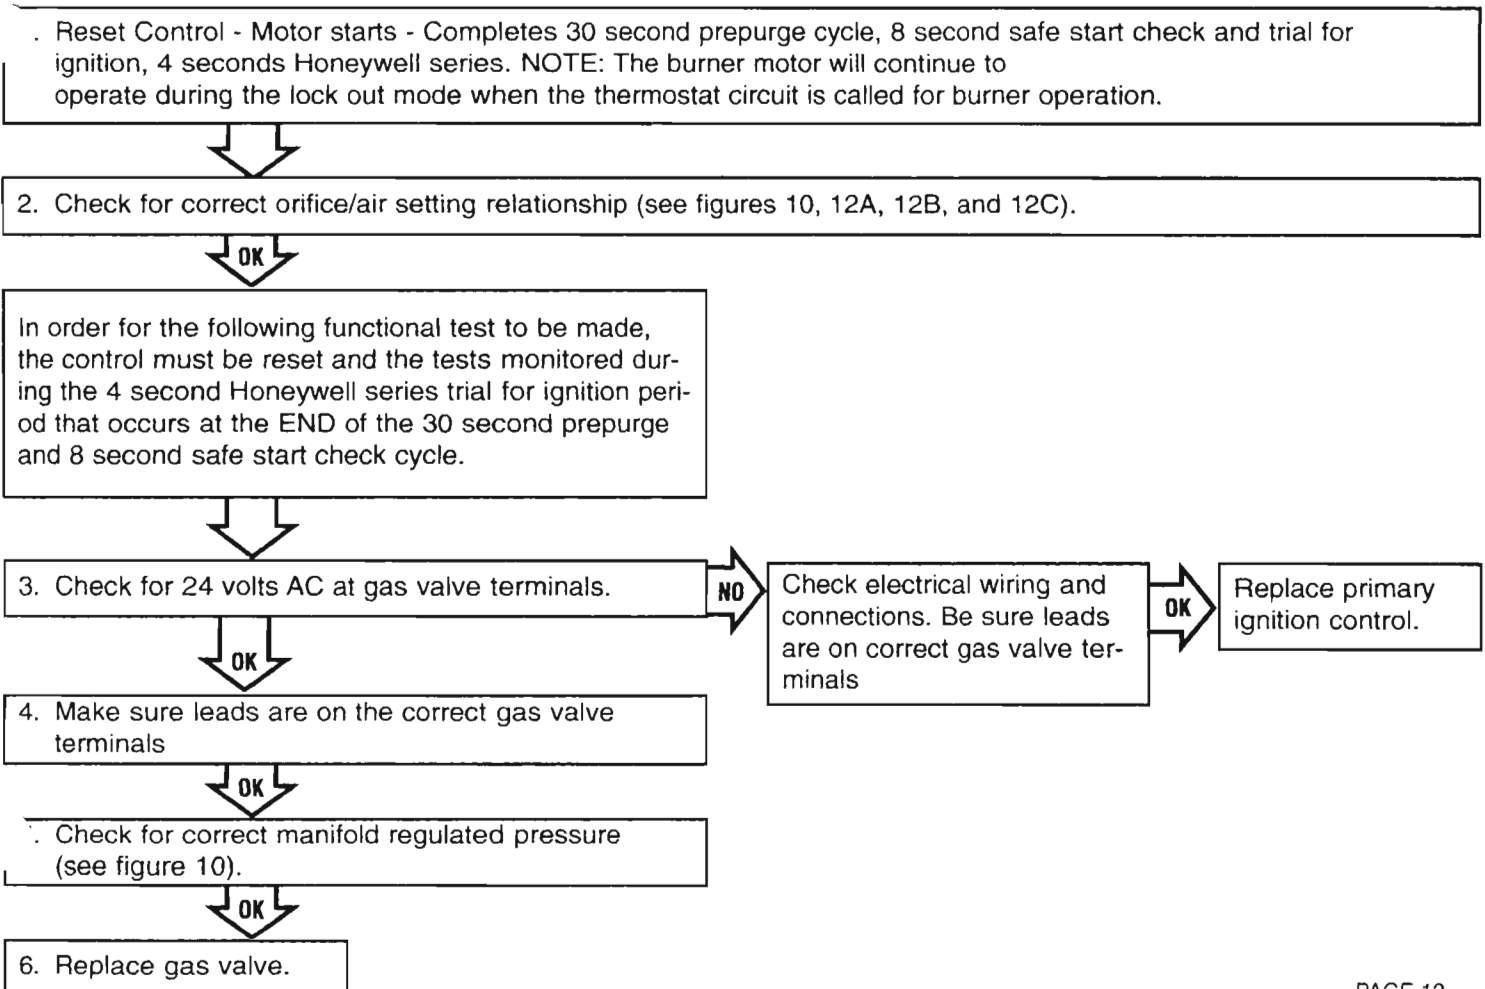 . Reset Control - Motor starts - Completes 30 second prepurge cycle, 8 second safe start check and trial for
ignition, 4 seconds Honeywell series. NOTE: The burner motor will continue to
operate during the lock out mode when the thermostat circuit is called for burner operation.
2. Check for correct orifice/air setting relationship (see figures 10, 12A, 12B, and 12C).
OK
In order for the following functional test to be made,
the control must be reset and the tests monitored dur-
ing the 4 second Honeywell series trial for ignition peri-
od that occurs at the END of the 30 second prepurge
and 8 second safe start check cycle.
3. Check for 24 volts AC at gas valve terminals.
NO
Check electrical wiring and
connections. Be sure leads
are on correct gas valve ter-
minals
OK
Replace primary
ignition control.
OK
4. Make sure leads are on the correct gas valve
terminals
OK
. Check for correct manifold regulated pressure
(see figure 10).
OK
6. Replace gas valve.